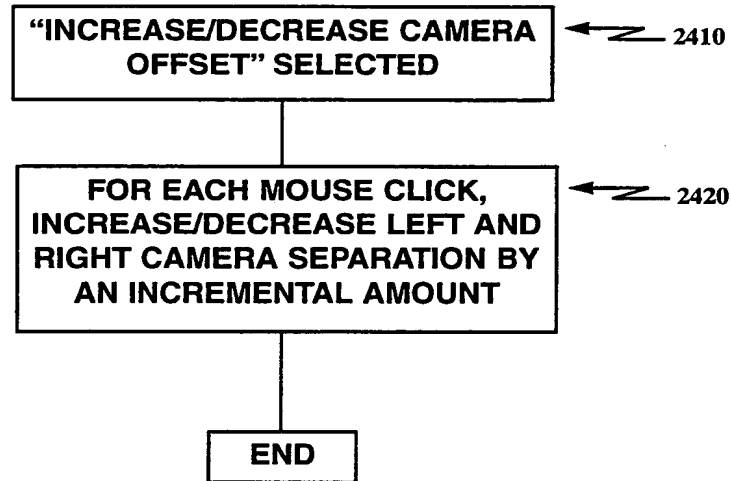 “INCREASE/DECREASE CAMERA
OFFSET” SELECTED
2410
FOR EACH MOUSE CLICK,
INCREASE/DECREASE LEFT AND
RIGHT CAMERA SEPARATION BY
AN INCREMENTAL AMOUNT
2420
END